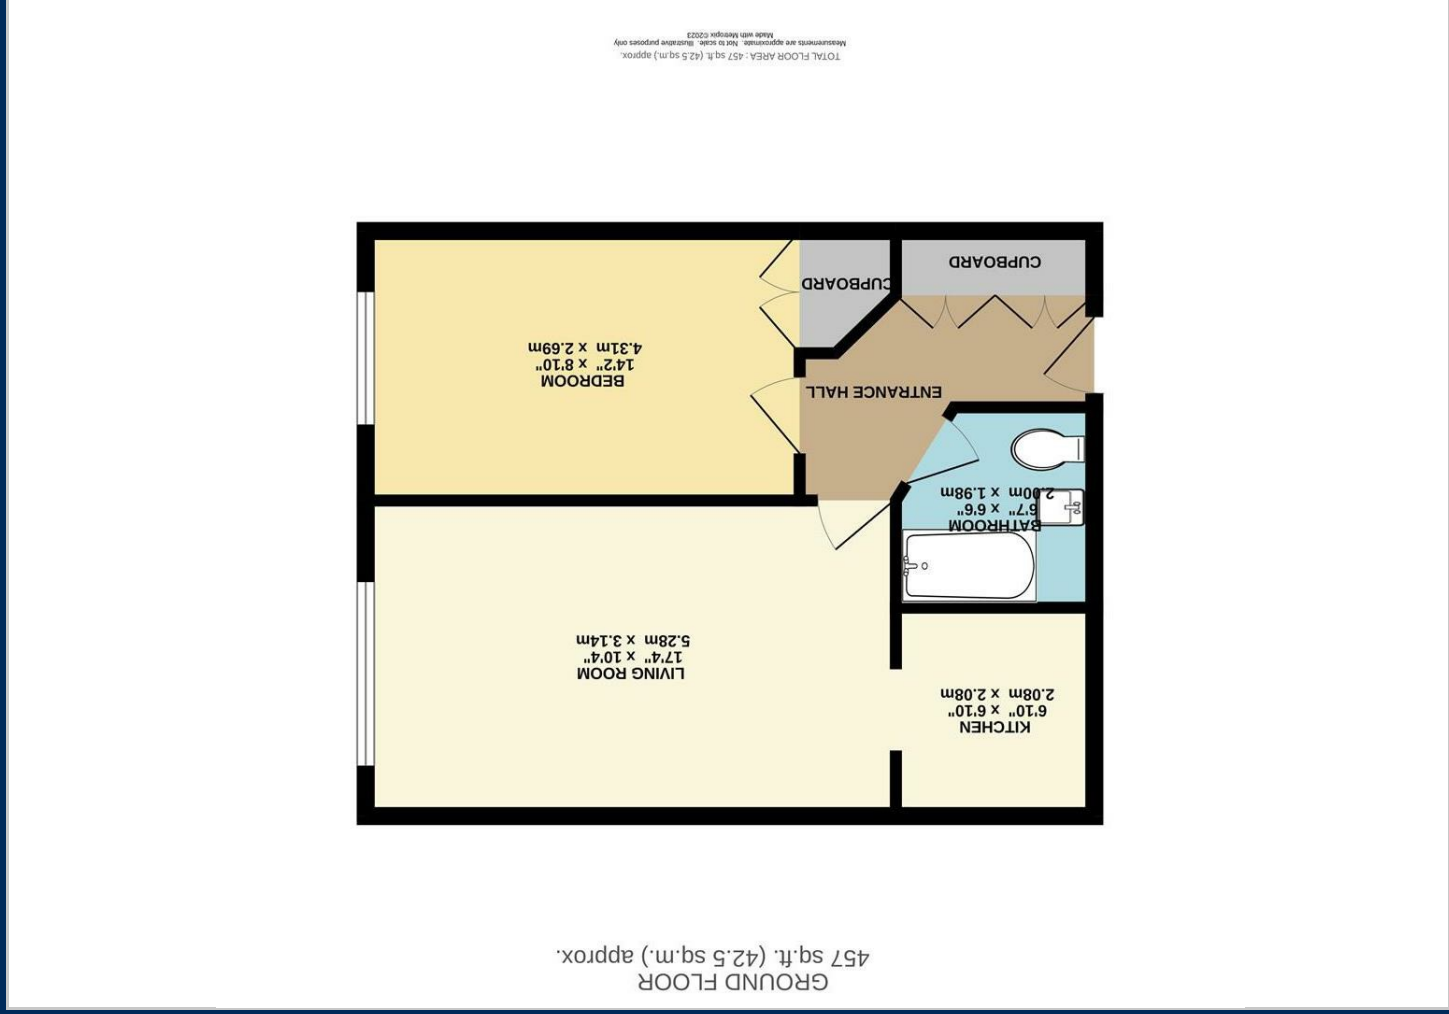 GROUND FLOOR
457 sq.ft. (42.5 sq.m.) approx.
KITCHEN
6'10" x 6'10"
2.08m x 2.08m
LIVING ROOM
17'4" x 10'4"
5.28m x 3.14m
BATHROOM
6'7" x 6'6"
2.00m x 1.98m
ENTRANCE HALL
BEDROOM
14'2" x 8'10"
4.31m x 2.69m
CUPBOARD
CUPBOARD
TOTAL FLOOR AREA : 457 sq.ft. (42.5 sq.m.) approx.
Measurements are approximate. Not to scale. Illustrative purposes only
Made with Metropix ©2023